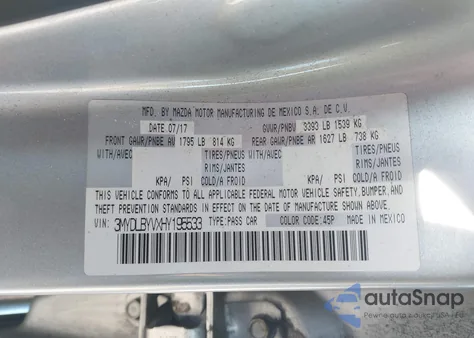 MFD. BY MAZDA MOTOR MANUFACTURING DE MEXICO S.A. DE C.V.
DATE: 07/17 GVWR/PNBV 3393 LB 1539 KG
FRONT GAWR/PNBE AV 1795 LB 814 KG REAR GAWR/PNBE AR 1627 LB 738 KG
WITH/AVEC TIRES/PNEUS WITH/AVEC TIRES/PNEUS
RIMS/JANTES RIMS/JANTES
KPA/ PSI COLD/A FROID KPA/ PSI COLD/A FROID
THIS VEHICLE CONFORMS TO ALL APPLICABLE FEDERAL MOTOR VEHICLE SAFETY, BUMPER, AND
THEFT PREVENTION STANDARDS IN EFFECT ON THE DATE OF MANUFACTURE SHOWN ABOVE.
VIN: 3MYDLBYVXHY195533 TYPE: PASS CAR COLOR CODE: 45P MADE IN MEXICO
autoSnap